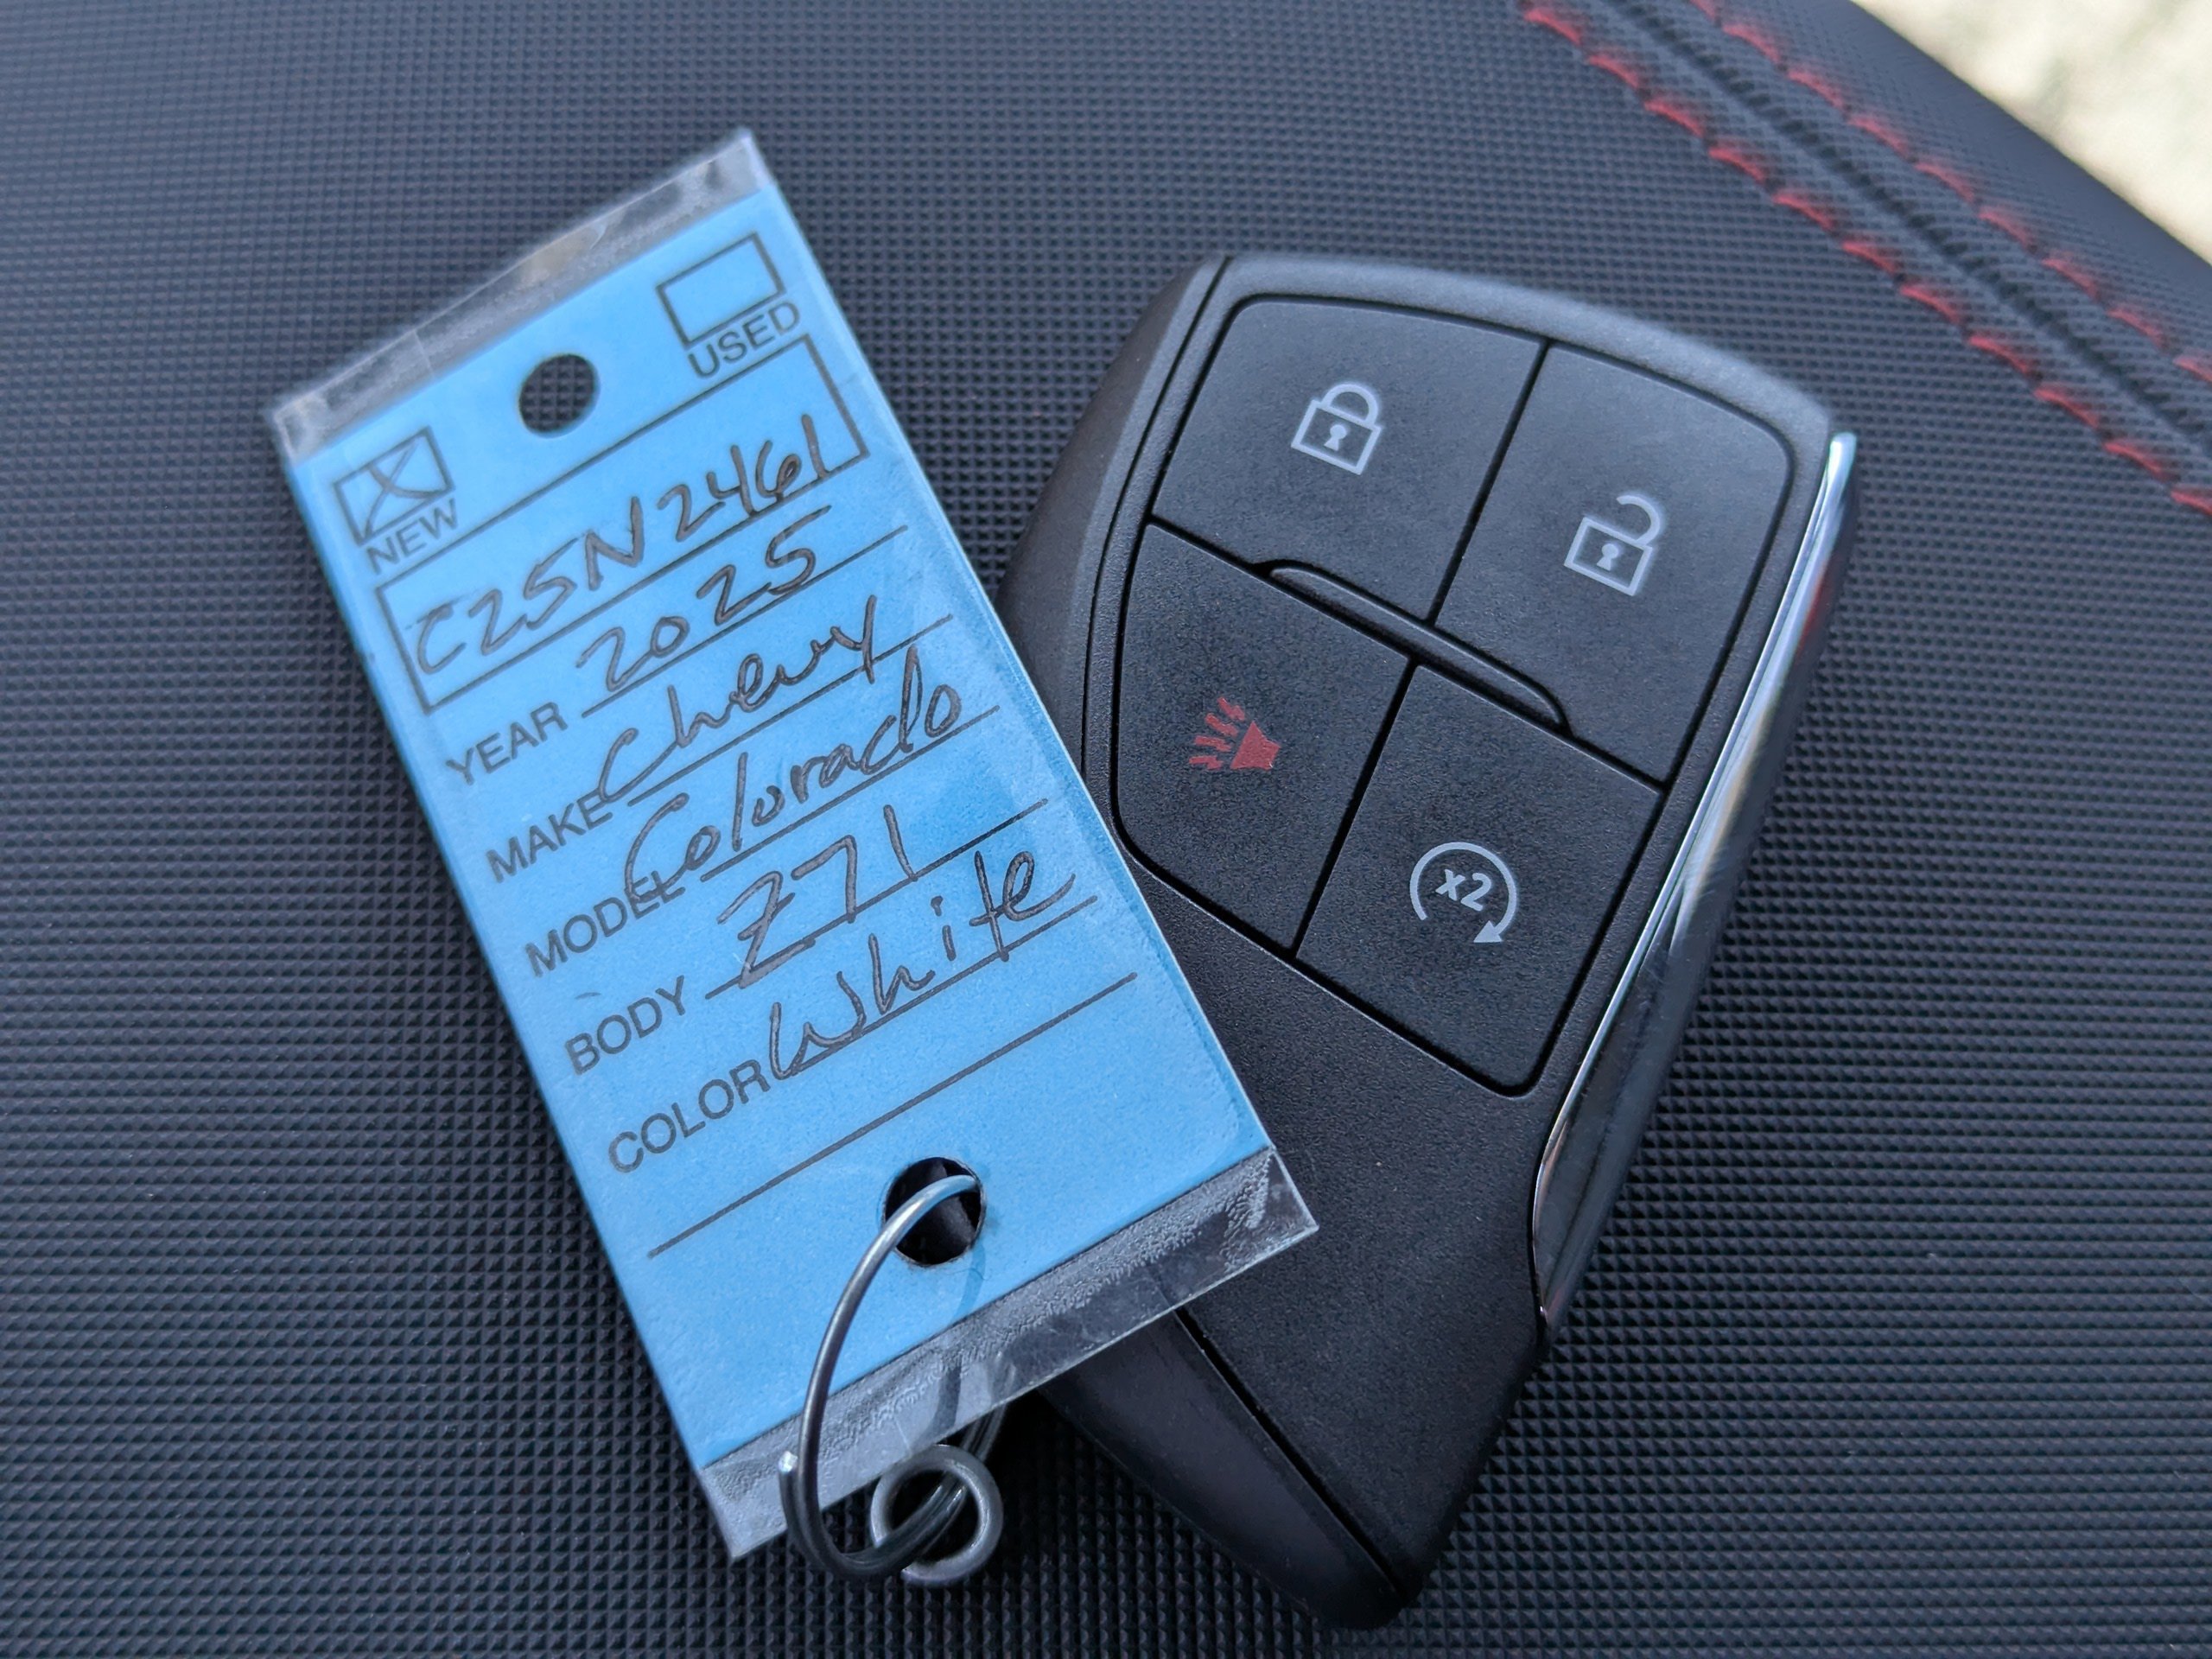 USED
X NEW
C25N2461
YEAR 2025
MAKE Chevy
MODEL Colorado
BODY Z71
COLOR White
x2